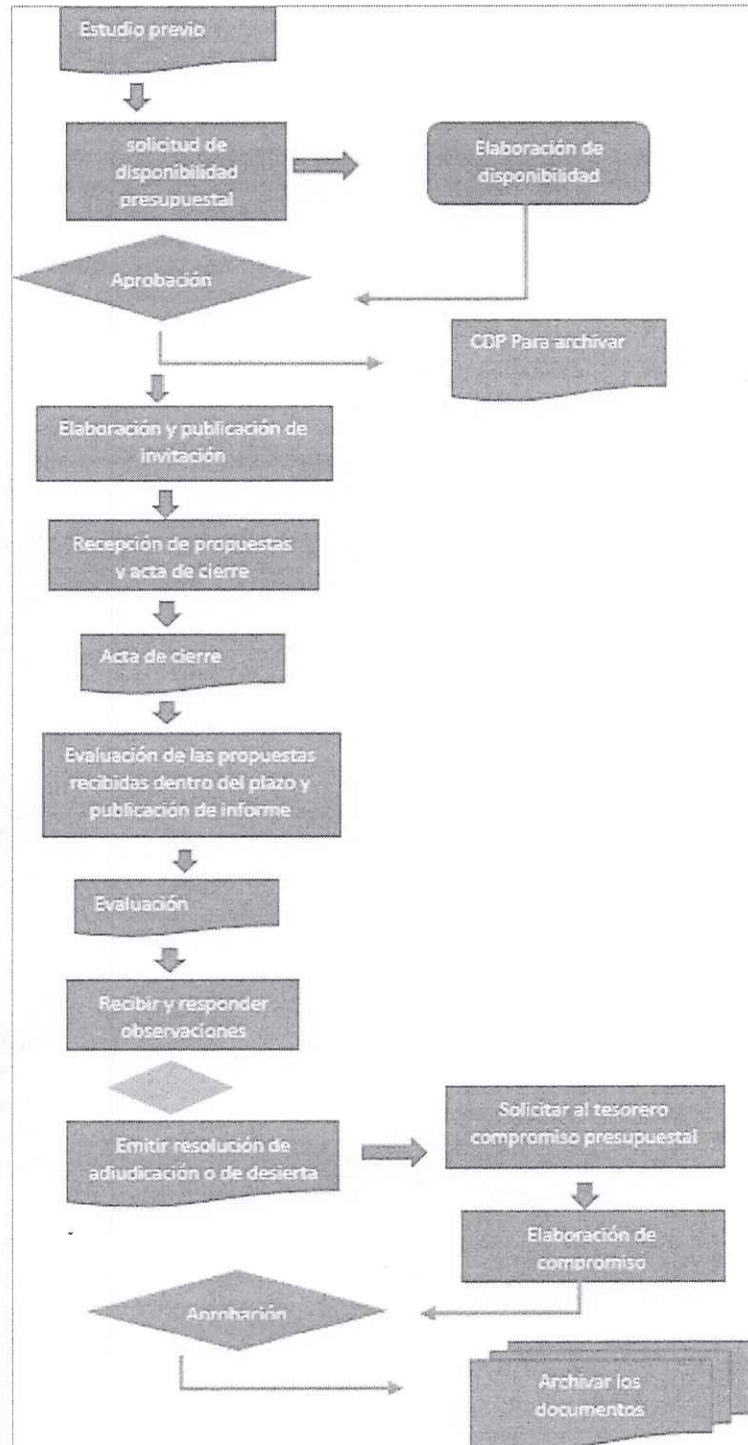 Estudio previo
solicitud de
disponibilidad
presupuestal
Elaboración de
disponibilidad
Aprobación
CDP Para archivar
Elaboración y publicación de
invitación
Recepción de propuestas
y acta de cierre
Acta de cierre
Evaluación de las propuestas
recibidas dentro del plazo y
publicación de informe
Evaluación
Recibir y responder
observaciones
Solicitar al tesorero
compromiso presupuestal
Emitir resolución de
adjudicación o de desierta
Elaboración de
compromiso
Aprobación
Archivar los
documentos